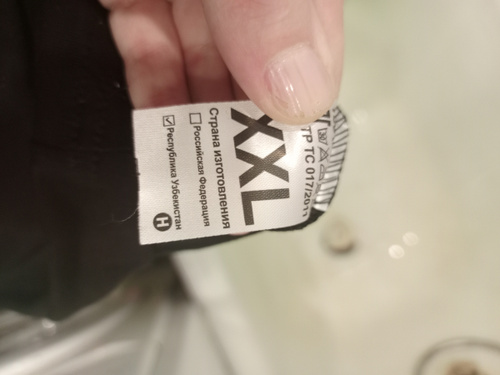 ТР ТС 017/2011
XXL
Страна изготовления
Российская Федерация
Республика Узбекистан
Н